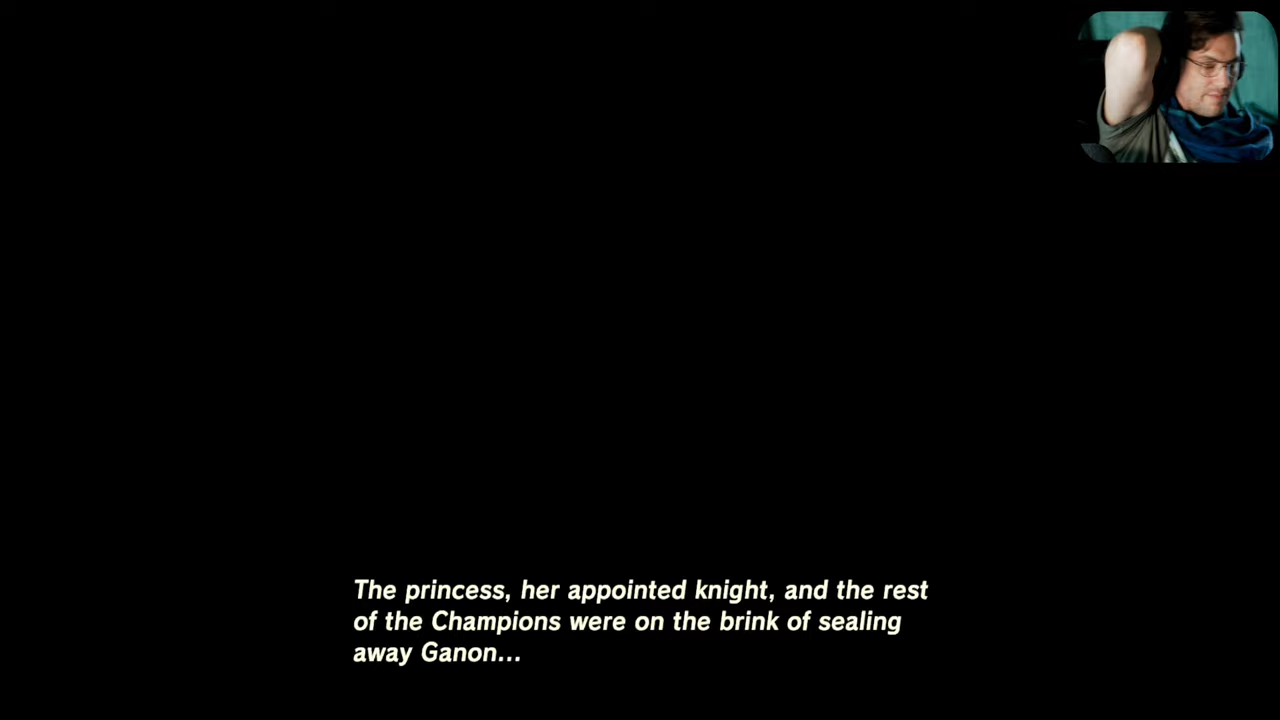 The princess, her appointed knight, and the rest
of the Champions were on the brink of sealing
away Ganon...